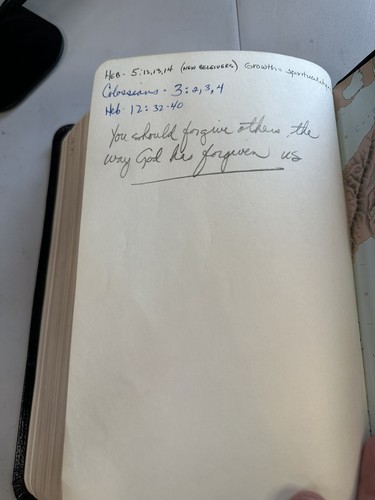 Heb - 5:12,13,14 (NEW BELIEVERS) Growth = Spirituality
Colossians - 3:2,3,4
Heb 12: 32-40
You should forgive others the
way God has forgiven us